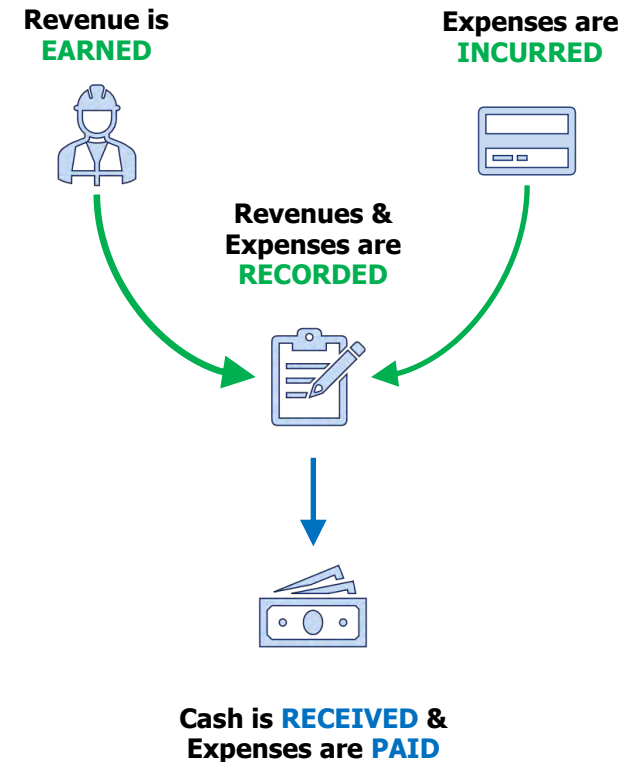 Revenue is
EARNED
Expenses are
INCURRED
Revenues &
Expenses are
RECORDED
Cash is RECEIVED &
Expenses are PAID